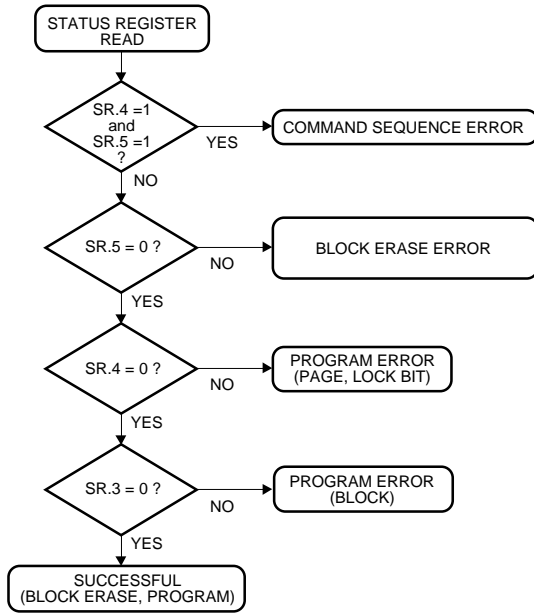 STATUS REGISTER
READ
SR.4 =1
and
SR.5 =1
?
YES
COMMAND SEQUENCE ERROR
NO
SR.5 = 0 ?
NO
BLOCK ERASE ERROR
YES
SR.4 = 0 ?
NO
PROGRAM ERROR
(PAGE, LOCK BIT)
YES
SR.3 = 0 ?
NO
PROGRAM ERROR
(BLOCK)
YES
SUCCESSFUL
(BLOCK ERASE, PROGRAM)